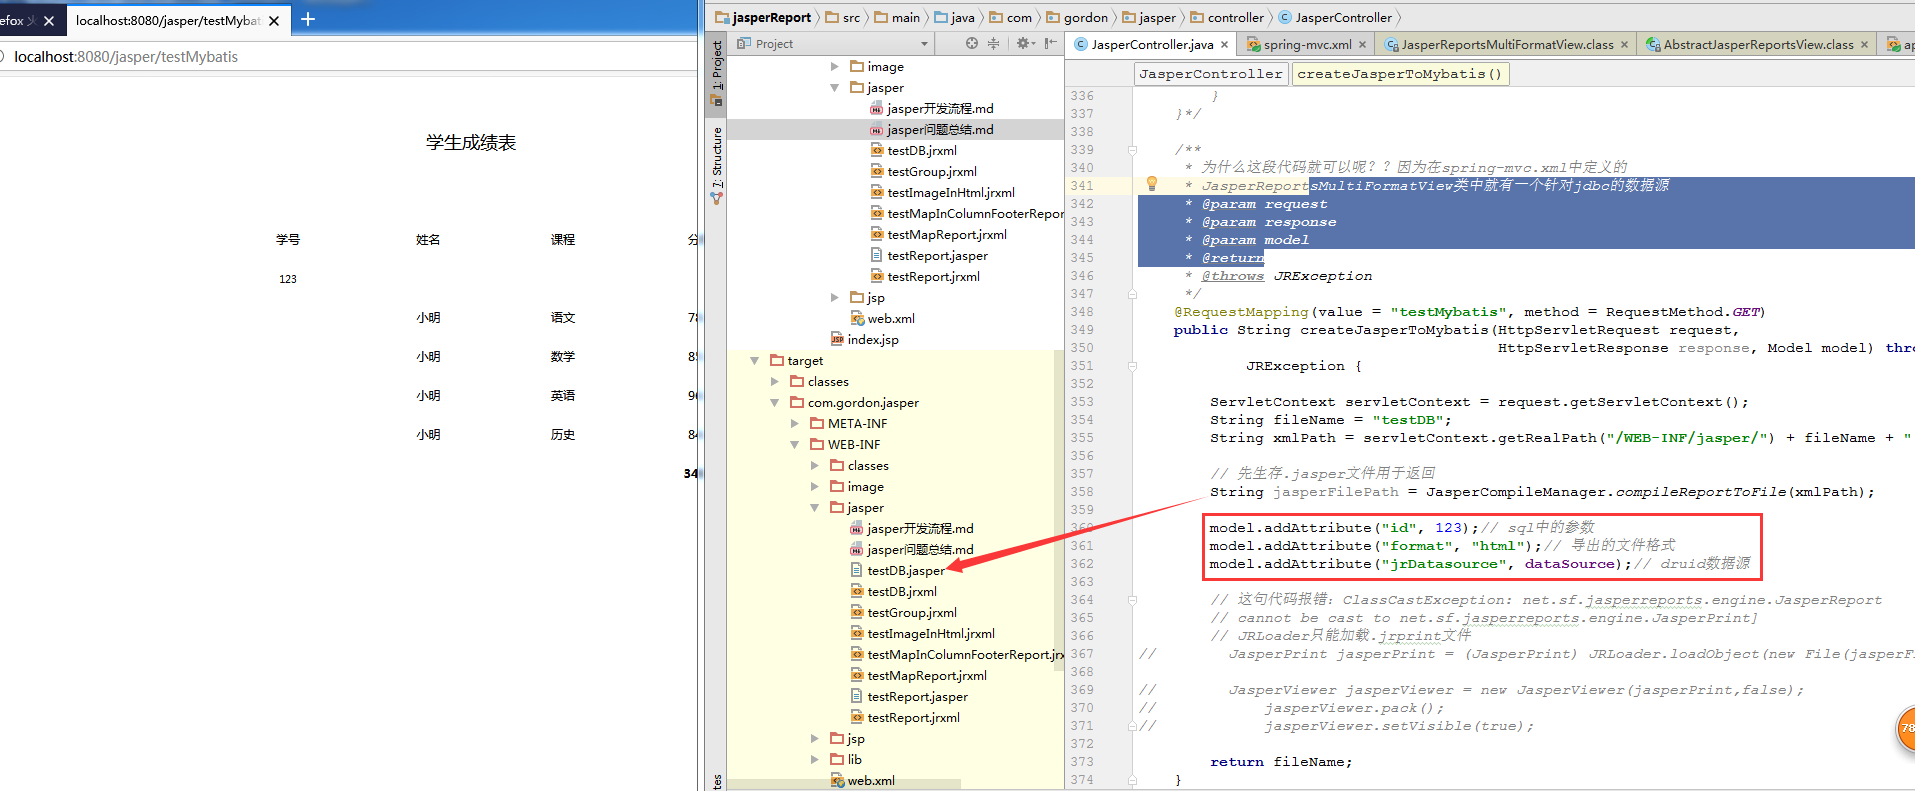 efox 火
localhost:8080/jasper/testMybat
localhost:8080/jasper/testMybatis
学生成绩表
学号 姓名 课程 分
123
小明 语文 78
小明 数学 85
小明 英语 96
小明 历史 84
34
jasperReport src main java com gordon jasper controller JasperController
1: Project
7: Structure
tes
Project
image
jasper
jasper开发流程.md
jasper问题总结.md
testDB.jrxml
testGroup.jrxml
testImageInHtml.jrxml
testMapInColumnFooterRepor
testMapReport.jrxml
testReport.jasper
testReport.jrxml
jsp
web.xml
index.jsp
target
classes
com.gordon.jasper
META-INF
WEB-INF
classes
image
jasper
jasper开发流程.md
jasper问题总结.md
testDB.jasper
testDB.jrxml
testGroup.jrxml
testImageInHtml.jrxml
testMapInColumnFooterReport.jrx
testMapReport.jrxml
testReport.jasper
testReport.jrxml
jsp
lib
web.xml
JasperController.java spring-mvc.xml JasperReportsMultiFormatView.class AbstractJasperReportsView.class ap
JasperController createJasperToMybatis()
336 }
337 }*/
338
339 /**
340 * 为什么这段代码就可以呢？？因为在spring-mvc.xml中定义的
341 * JasperReportsMultiFormatView类中就有一个针对jdbc的数据源
342 * @param request
343 * @param response
344 * @param model
345 * @return
346 * @throws JRException
347 */
348 @RequestMapping(value = "testMybatis", method = RequestMethod.GET)
349 public String createJasperToMybatis(HttpServletRequest request,
350 HttpServletResponse response, Model model) thro
351 JRException {
352
353 ServletContext servletContext = request.getServletContext();
354 String fileName = "testDB";
355 String xmlPath = servletContext.getRealPath("/WEB-INF/jasper/") + fileName + "
356
357 // 先生存.jasper文件用于返回
358 String jasperFilePath = JasperCompileManager.compileReportToFile(xmlPath);
359
360 model.addAttribute("id", 123);// sql中的参数
361 model.addAttribute("format", "html");// 导出的文件格式
362 model.addAttribute("jrDatasource", dataSource);// druid数据源
363
364 // 这句代码报错：ClassCastException: net.sf.jasperreports.engine.JasperReport
365 // cannot be cast to net.sf.jasperreports.engine.JasperPrint]
366 // JRLoader只能加载.jrprint文件
367 // JasperPrint jasperPrint = (JasperPrint) JRLoader.loadObject(new File(jasperF
368
369 // JasperViewer jasperViewer = new JasperViewer(jasperPrint,false);
370 // jasperViewer.pack();
371 // jasperViewer.setVisible(true);
372
373 return fileName;
374 }
78